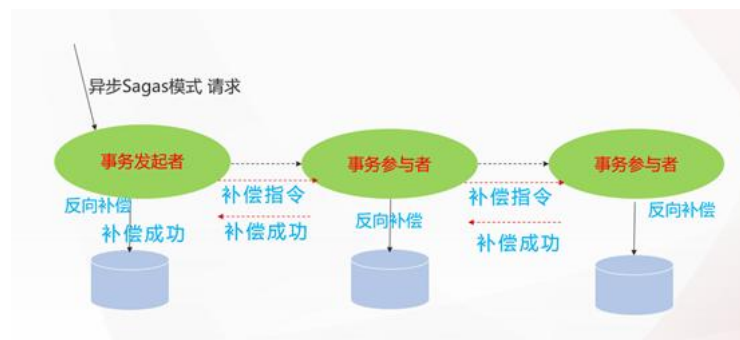 异步Sagas模式 请求
事务发起者
事务参与者
事务参与者
补偿指令
补偿指令
反向补偿
反向补偿
反向补偿
补偿成功
补偿成功
补偿成功